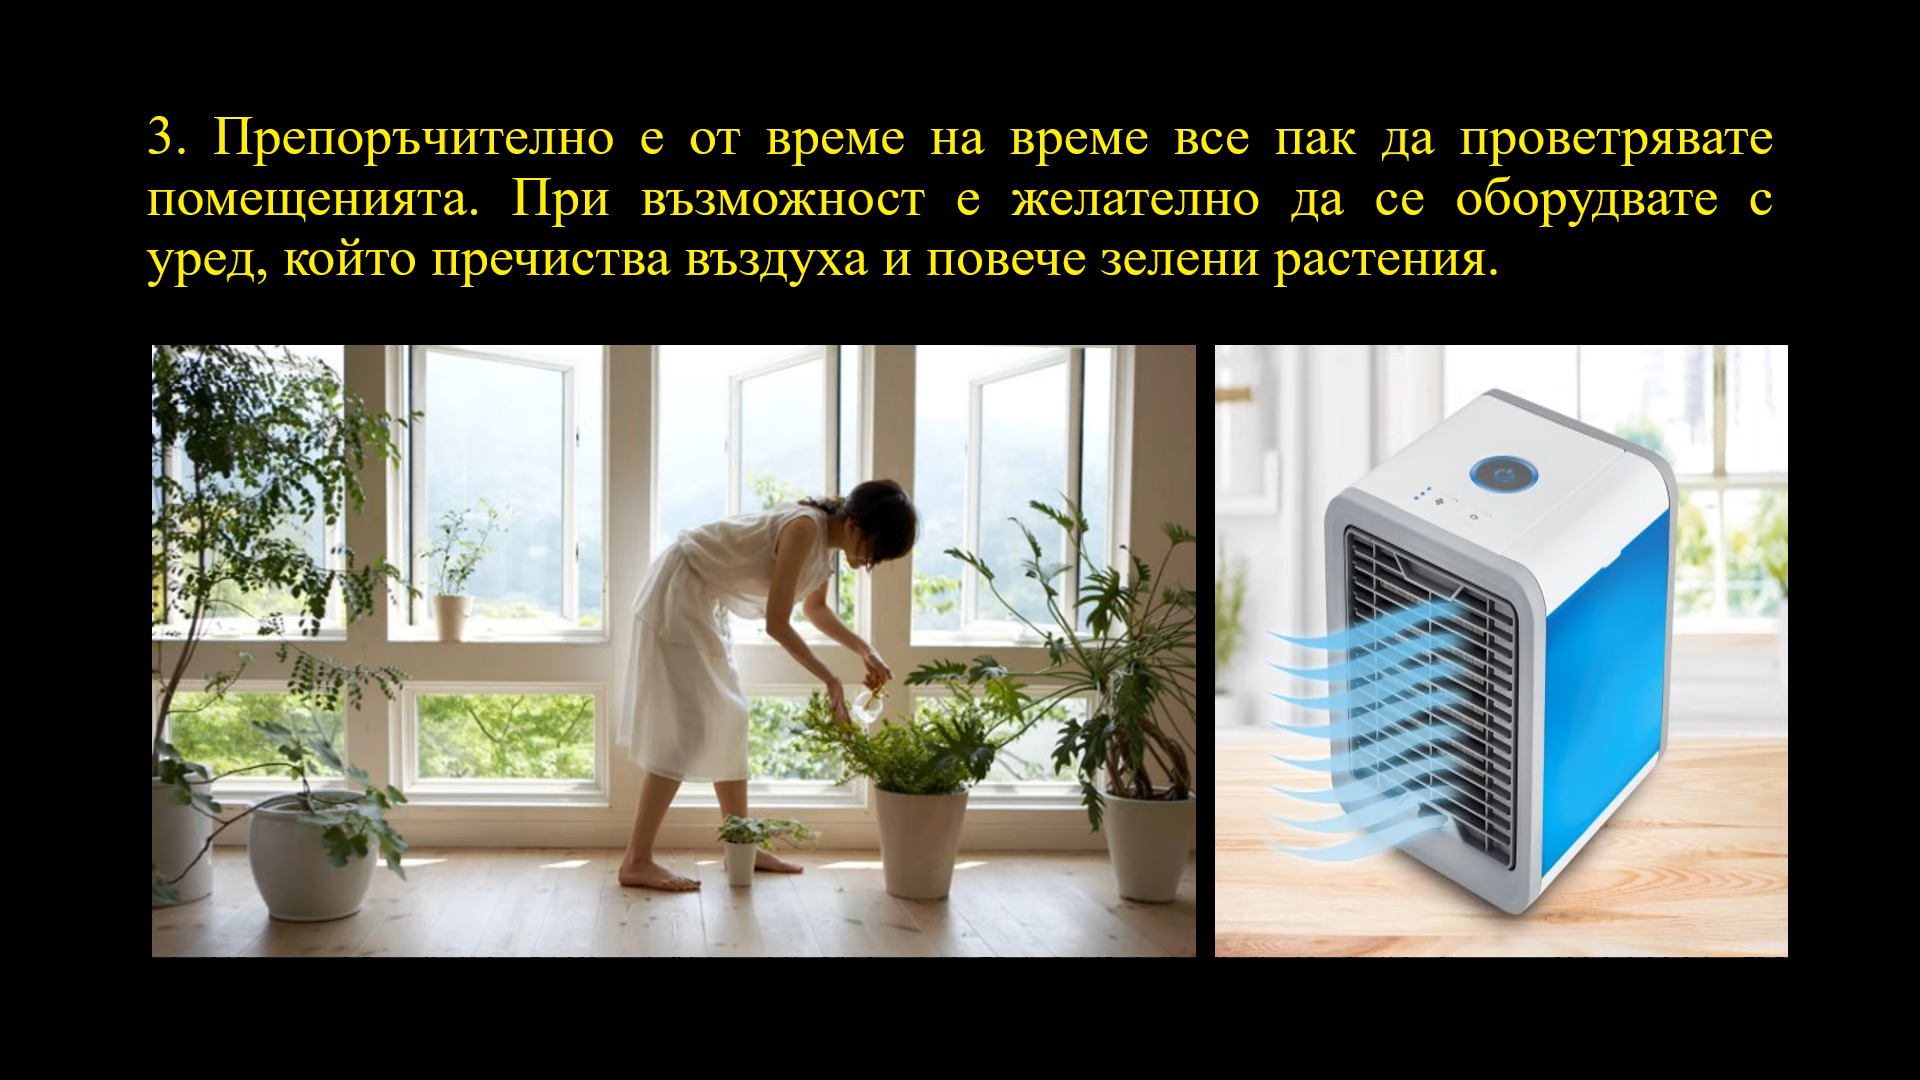 3. Препоръчително е от време на време все пак да проветрявате
помещенията. При възможност е желателно да се оборудвате с
уред, който пречиства въздуха и повече зелени растения.